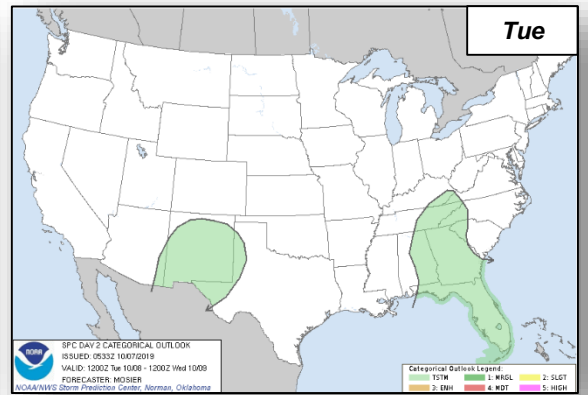 Tue
NOAA
SPC DAY 2 CATEGORICAL OUTLOOK
ISSUED: 0533Z 10/07/2019
VALID: 1200Z Tue 10/08 - 1200Z Wed 10/09
FORECASTER: MOSIER
NOAA/NWS Storm Prediction Center, Norman, Oklahoma
Categorical Outlook Legend:
TSTM 1: MRGL 2: SLGT
3: ENH 4: MDT 5: HIGH